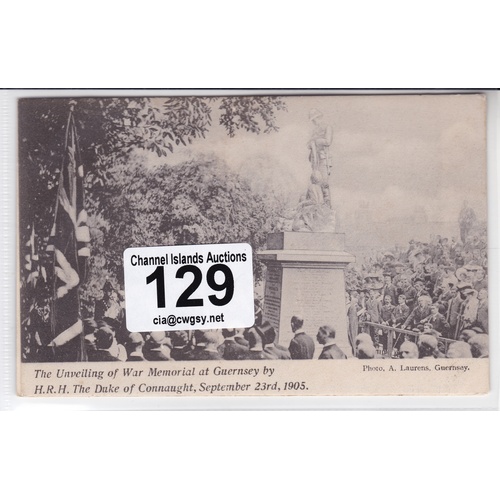 Channel Islands Auctions
129
cia@cwgsy.net
The Unveiling of War Memorial at Guernsey by
H.R.H. The Duke of Connaught, September 23rd, 1905.
Photo, A. Laurens, Guernsey.